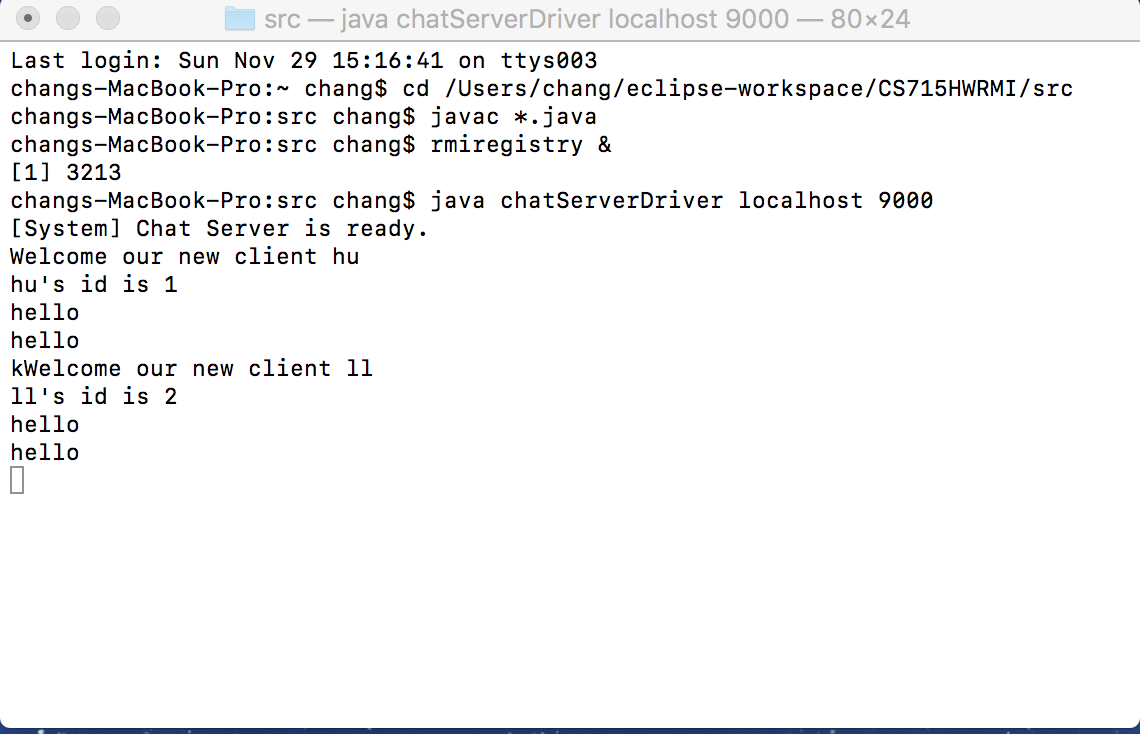 src — java chatServerDriver localhost 9000 — 80×24
Last login: Sun Nov 29 15:16:41 on ttys003
changs-MacBook-Pro:~ chang$ cd /Users/chang/eclipse-workspace/CS715HWRMI/src
changs-MacBook-Pro:src chang$ javac *.java
changs-MacBook-Pro:src chang$ rmiregistry &
[1] 3213
changs-MacBook-Pro:src chang$ java chatServerDriver localhost 9000
[System] Chat Server is ready.
Welcome our new client hu
hu's id is 1
hello
hello
kWelcome our new client ll
ll's id is 2
hello
hello